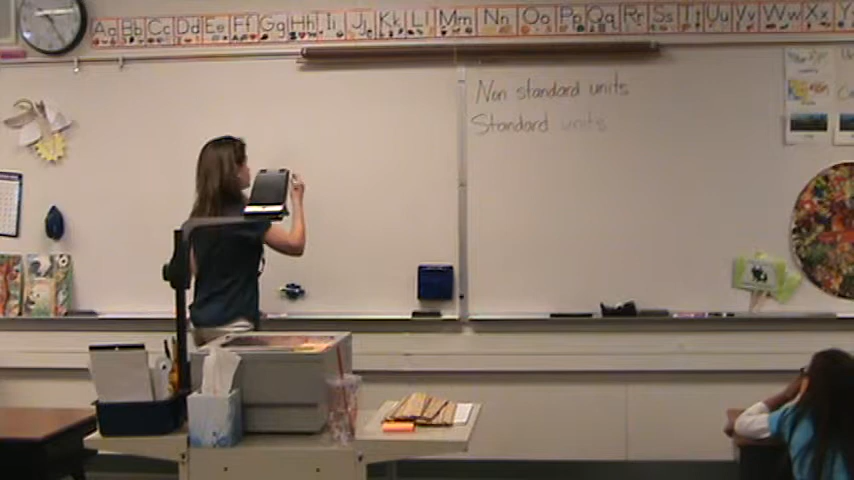 Aa Bb Cc Dd Ee Ff Gg Hh Ii Jj Kk Ll Mm Nn Oo Pp Qq Rr Ss Tt Uu Vv Ww Xx
Non standard units
Standard units